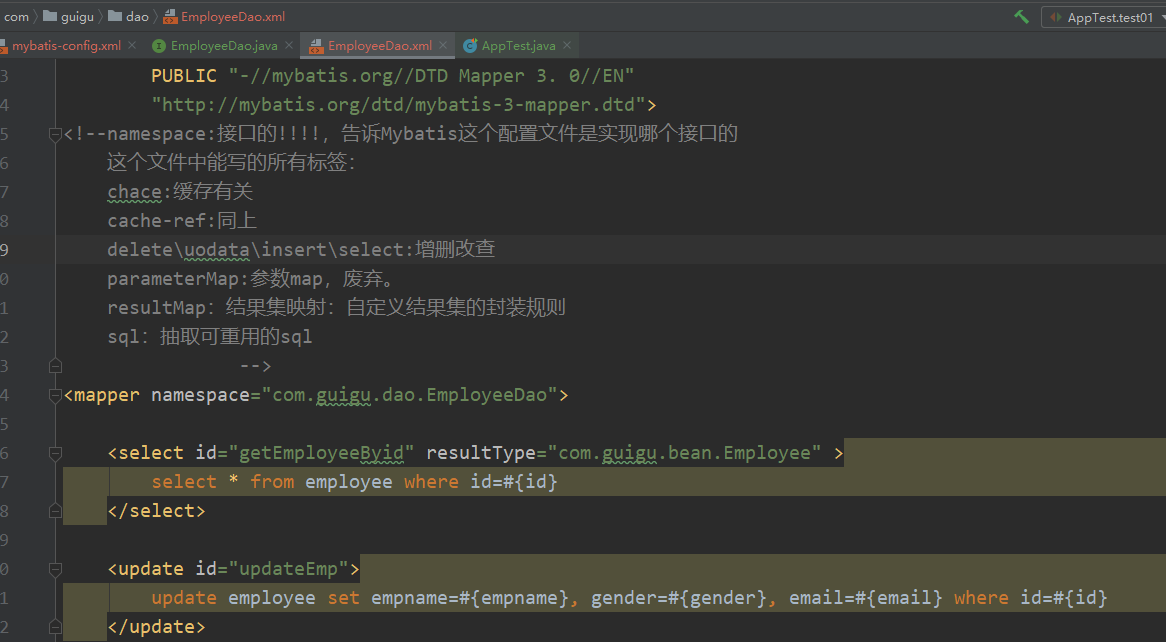 com 〉 guigu 〉 dao 〉 EmployeeDao.xml
AppTest.test01
mybatis-config.xml × EmployeeDao.java × EmployeeDao.xml × AppTest.java ×
3 PUBLIC "-//mybatis.org//DTD Mapper 3. 0//EN"
4 "http://mybatis.org/dtd/mybatis-3-mapper.dtd">
5 <!--namespace:接口的!!!!, 告诉Mybatis这个配置文件是实现哪个接口的
6 这个文件中能写的所有标签:
7 chace:缓存有关
8 cache-ref:同上
9 delete\uodata\insert\select:增删改查
0 parameterMap:参数map, 废弃。
1 resultMap: 结果集映射: 自定义结果集的封装规则
2 sql: 抽取可重用的sql
3 -->
4 <mapper namespace="com.guigu.dao.EmployeeDao">
5
6 <select id="getEmployeeByid" resultType="com.guigu.bean.Employee" >
7 select * from employee where id=#{id}
8 </select>
9
0 <update id="updateEmp">
1 update employee set empname=#{empname}, gender=#{gender}, email=#{email} where id=#{id}
2 </update>